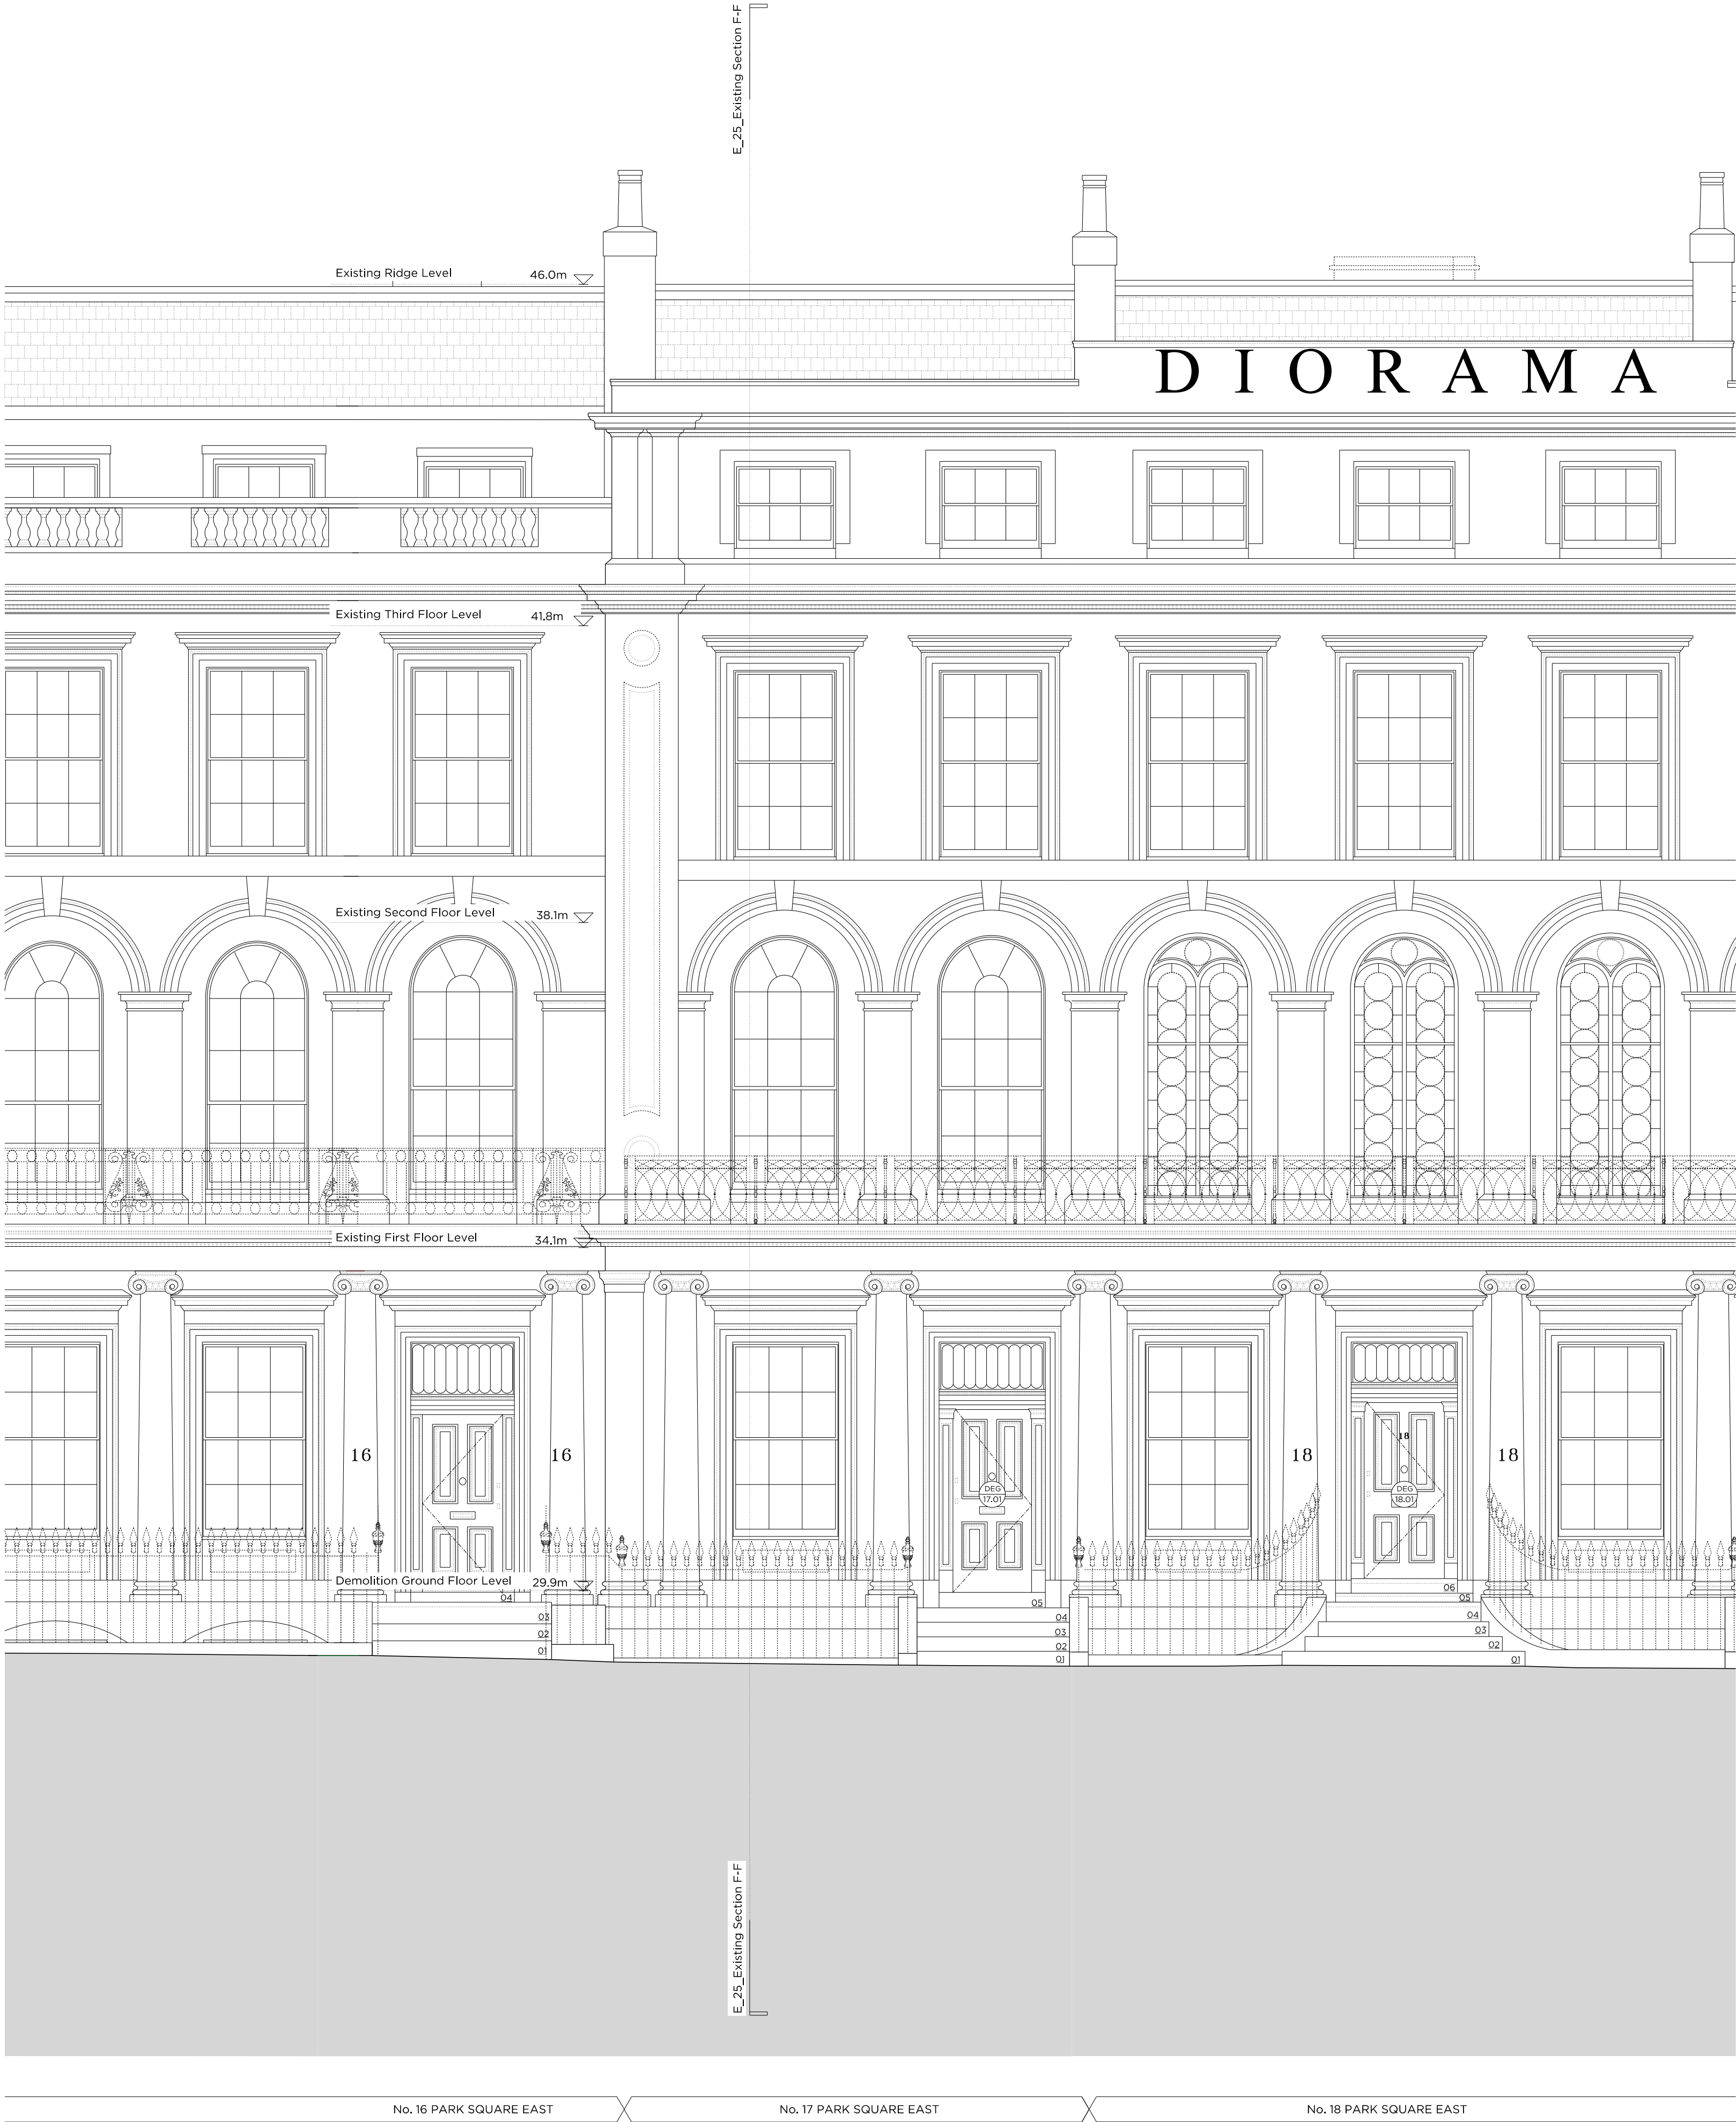 E_25_Existing Section F-F
Existing Ridge Level 46.0m
DIORAMA
Existing Third Floor Level 41.8m
Existing Second Floor Level 38.1m
Existing First Floor Level 34.1m
16 16 18 18 18
DEG 17.01
DEG 18.01
Demolition Ground Floor Level 29.9m
04
03
02
01
05
04
03
02
01
06
05
04
03
02
01
E_25_Existing Section F-F
No. 16 PARK SQUARE EAST
No. 17 PARK SQUARE EAST
No. 18 PARK SQUARE EAST